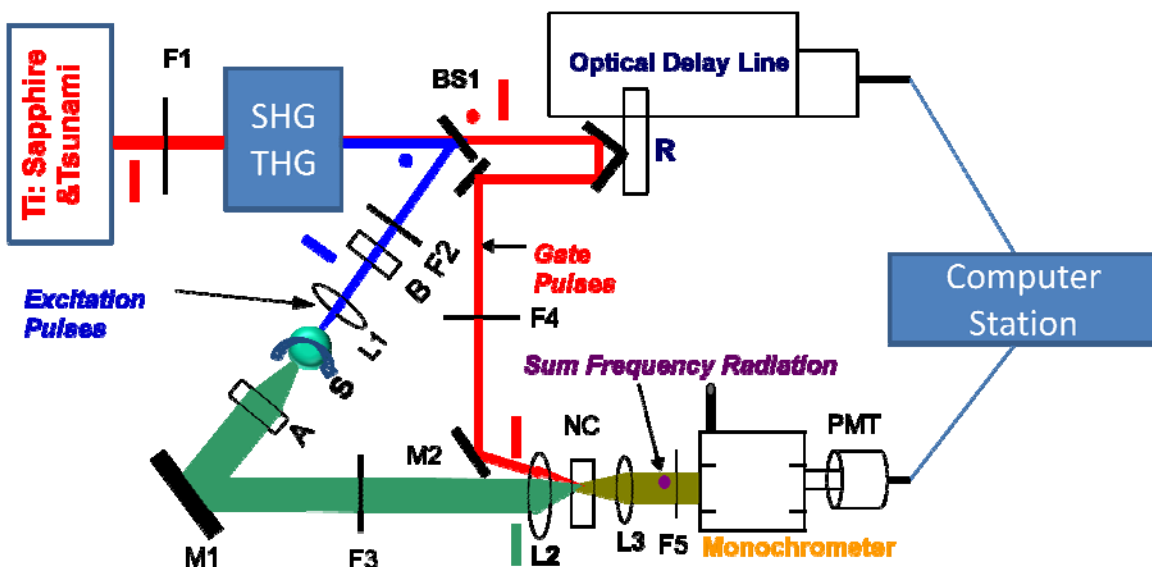 Ti: Sapphire
&Tsunami
F1
SHG
THG
BS1
Optical Delay Line
R
Gate
Pulses
F2
B
Excitation
Pulses
L1
F4
Computer
Station
S
A
Sum Frequency Radiation
M2
NC
PMT
M1
F3
L2
L3
F5
Monochrometer